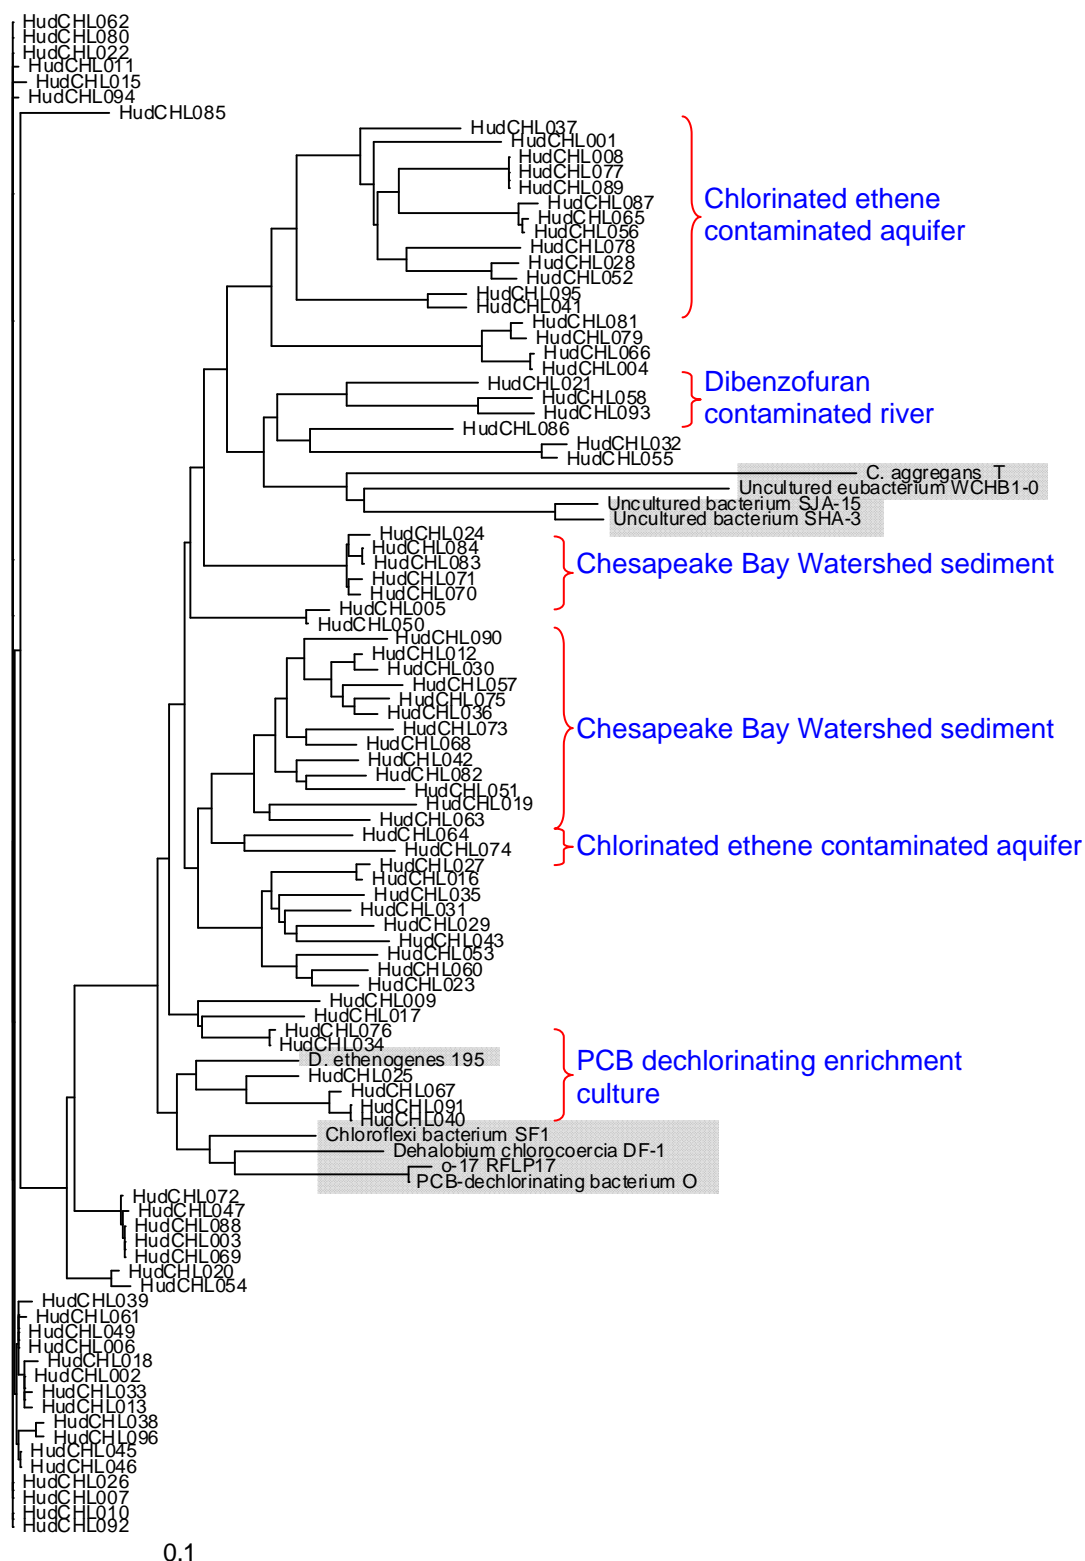 HudCHL062
HudCHL080
HudCHL022
HudCHL011
HudCHL015
HudCHL094
HudCHL085
HudCHL037
HudCHL001
HudCHL008
HudCHL077
HudCHL089
HudCHL087
HudCHL065
HudCHL056
HudCHL078
HudCHL028
HudCHL052
HudCHL095
HudCHL041
Chlorinated ethene
contaminated aquifer
HudCHL081
HudCHL079
HudCHL066
HudCHL004
HudCHL021
HudCHL058
HudCHL093
HudCHL086
Dibenzofuran
contaminated river
HudCHL032
HudCHL055
C. aggregans T
Uncultured eubacterium WCHB1-0
Uncultured bacterium SJA-15
Uncultured bacterium SHA-3
HudCHL024
HudCHL084
HudCHL083
HudCHL071
HudCHL070
Chesapeake Bay Watershed sediment
HudCHL005
HudCHL050
HudCHL090
HudCHL012
HudCHL030
HudCHL057
HudCHL075
HudCHL036
HudCHL073
HudCHL068
HudCHL042
HudCHL082
HudCHL051
HudCHL019
HudCHL063
Chesapeake Bay Watershed sediment
HudCHL064
HudCHL074
Chlorinated ethene contaminated aquifer
HudCHL027
HudCHL016
HudCHL035
HudCHL031
HudCHL029
HudCHL043
HudCHL053
HudCHL060
HudCHL023
HudCHL009
HudCHL017
HudCHL076
HudCHL034
D. ethenogenes 195
HudCHL025
HudCHL067
HudCHL091
HudCHL040
PCB dechlorinating enrichment
culture
Chloroflexi bacterium SF1
Dehalobium chlorocoercia DF-1
o-17 RFLP17
PCB-dechlorinating bacterium O
HudCHL072
HudCHL047
HudCHL088
HudCHL003
HudCHL069
HudCHL020
HudCHL054
HudCHL039
HudCHL061
HudCHL049
HudCHL006
HudCHL018
HudCHL002
HudCHL033
HudCHL013
HudCHL038
HudCHL096
HudCHL045
HudCHL046
HudCHL026
HudCHL007
HudCHL010
HudCHL092
0.1